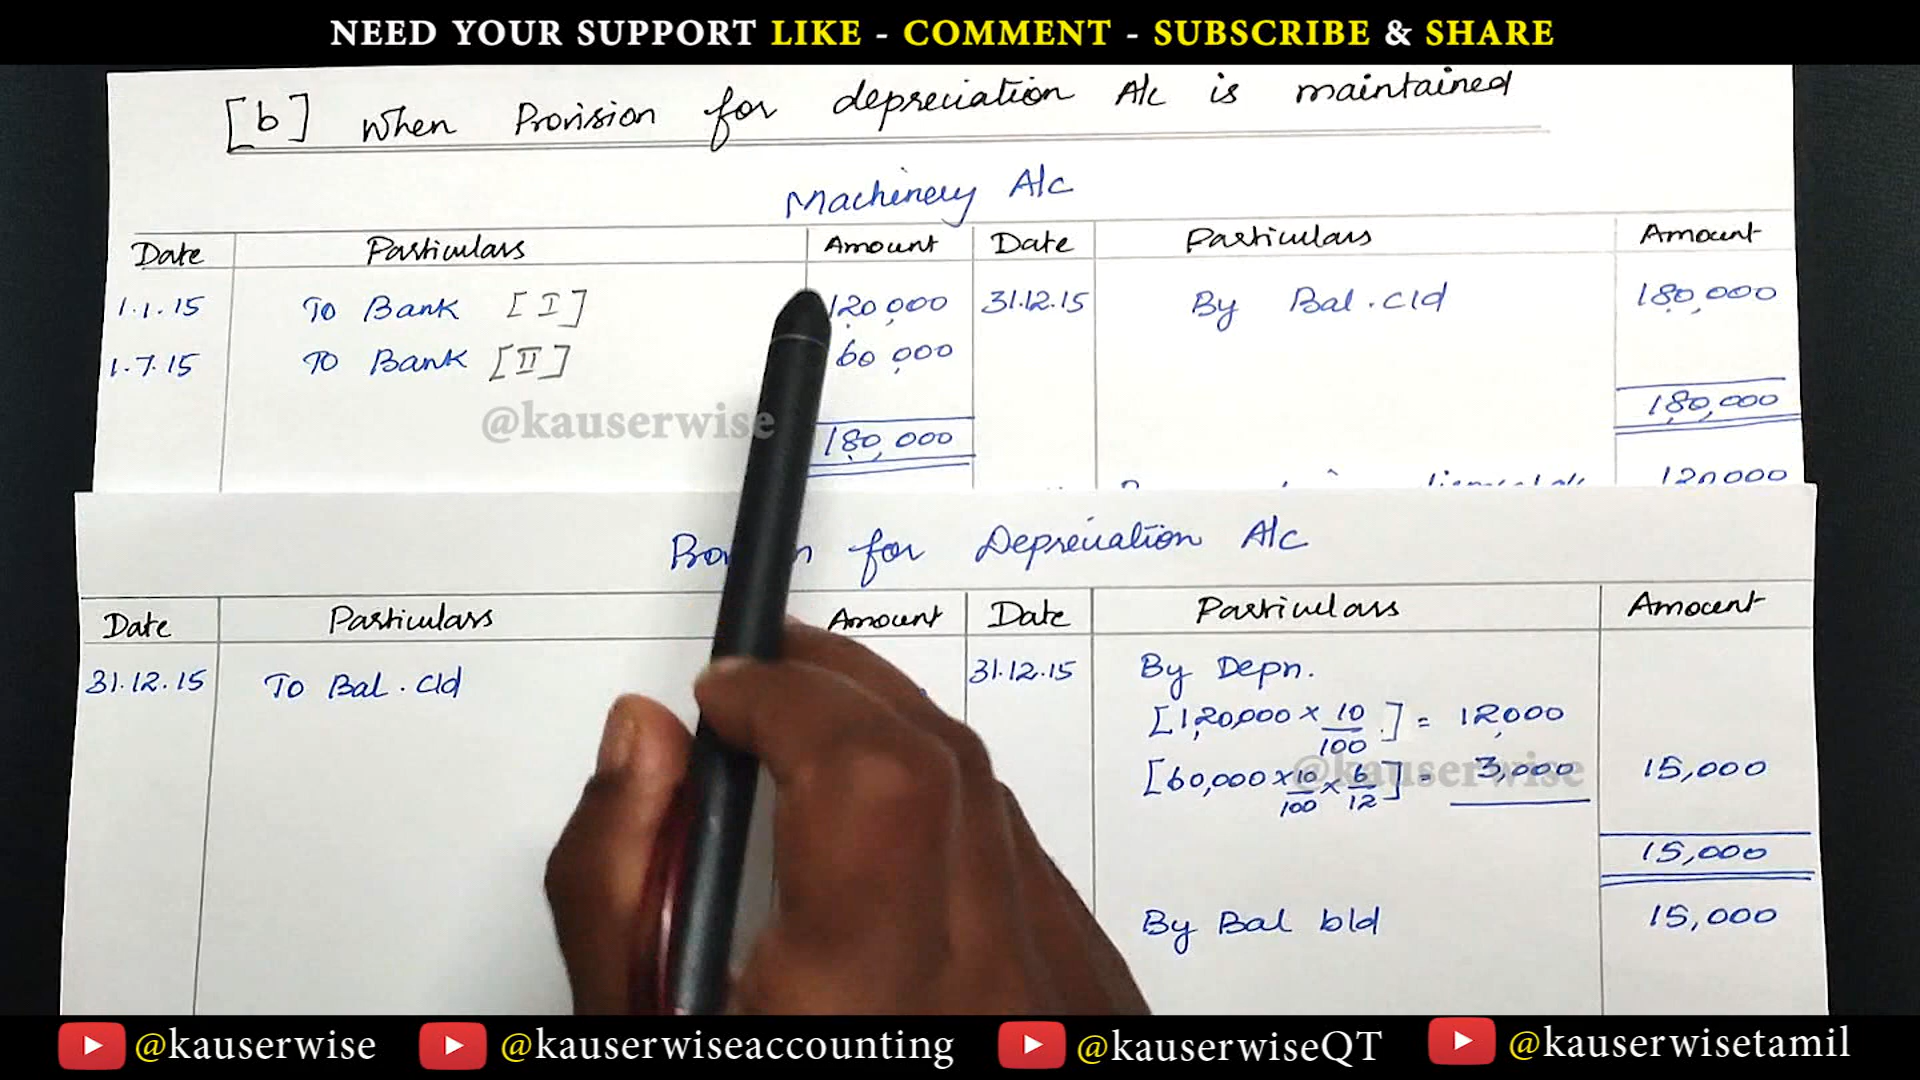 NEED YOUR SUPPORT LIKE - COMMENT - SUBSCRIBE & SHARE
[b] When Provision for depreciation A/c is maintained
Machinery A/c
Date Particulars Amount Date Particulars Amount
1.1.15 To Bank [I] 120,000 31.12.15 By Bal. c/d 180,000
1.7.15 To Bank [II] 60,000
180,000
@kauserwise
180,000
120,000
for Depreciation A/c
Date Particulars Amount Date Particulars Amount
31.12.15 To Bal. c/d 31.12.15 By Depn.
[1,20,000 × 10/100] = 12,000
[60,000 × 10/100 × 6/12] = 3,000 15,000
@kauserwise
15,000
By Bal b/d 15,000
@kauserwise @kauserwiseaccounting @kauserwiseQT @kauserwisetamil